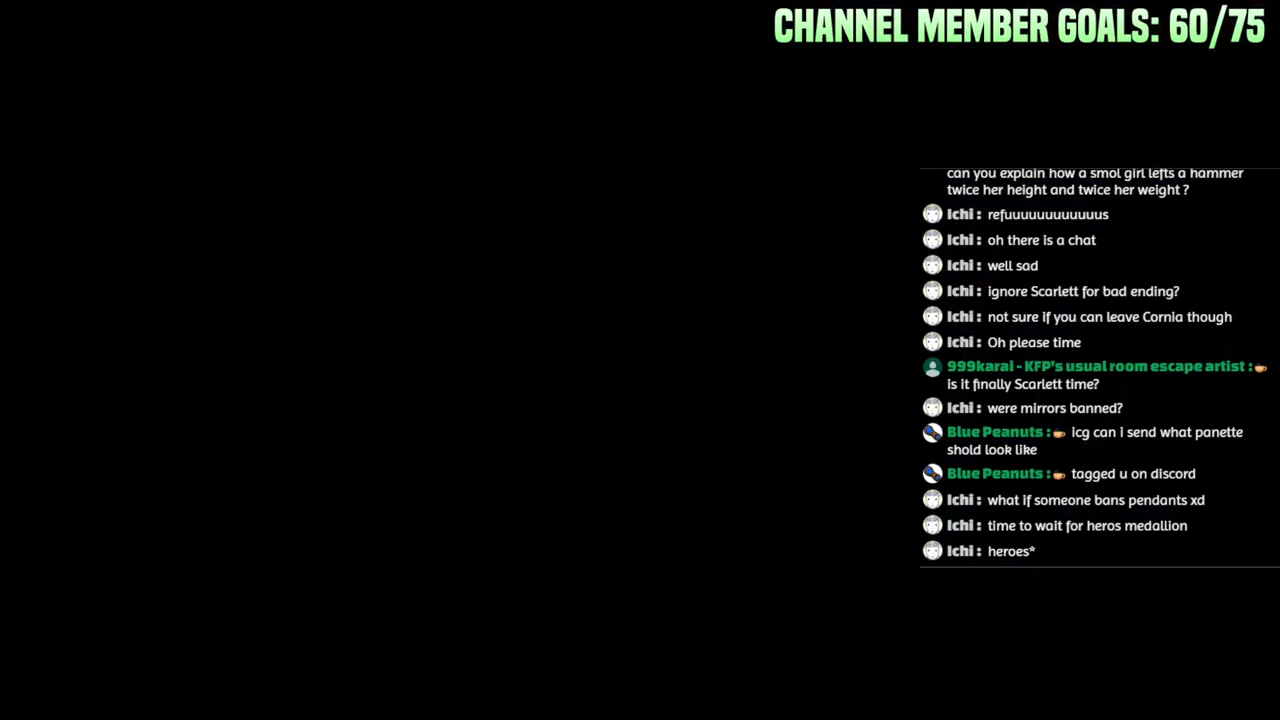 CHANNEL MEMBER GOALS: 60/75
can you explain how a smol girl lefts a hammer
twice her height and twice her weight ?
Ichi : refuuuuuuuuuuus
Ichi : oh there is a chat
Ichi : well sad
Ichi : ignore Scarlett for bad ending?
Ichi : not sure if you can leave Cornia though
Ichi : Oh please time
999karai - KFP's usual room escape artist :
is it finally Scarlett time?
Ichi : were mirrors banned?
Blue Peanuts : icg can i send what panette
shold look like
Blue Peanuts : tagged u on discord
Ichi : what if someone bans pendants xd
Ichi : time to wait for heros medallion
Ichi : heroes*